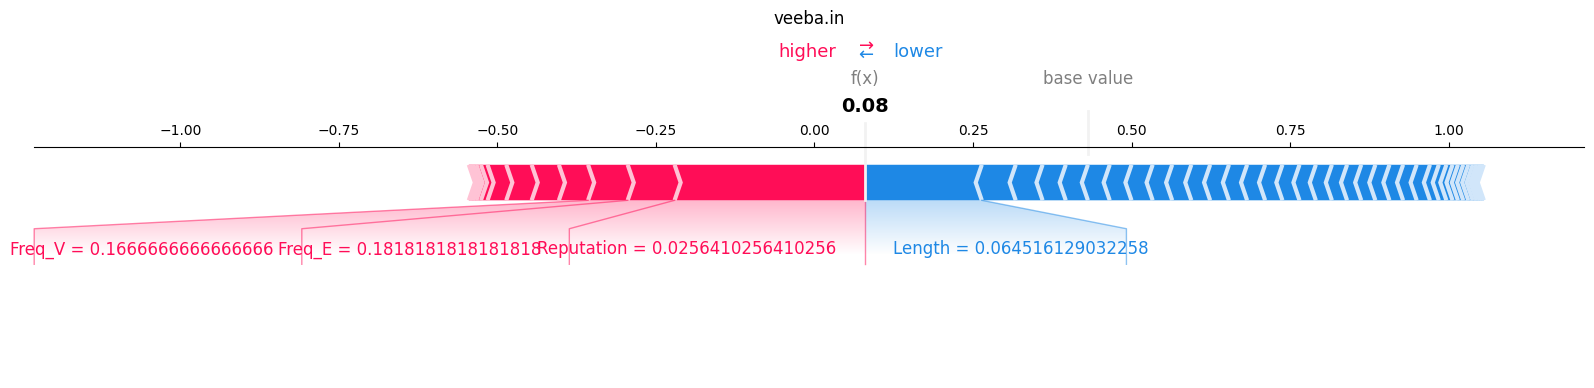 veeba.in
higher ⇄ lower
f(x) base value
0.08
−1.00 −0.75 −0.50 −0.25 0.00 0.25 0.50 0.75 1.00
Freq_V = 0.1666666666666666 Freq_E = 0.1818181818181818 Reputation = 0.0256410256410256 Length = 0.064516129032258